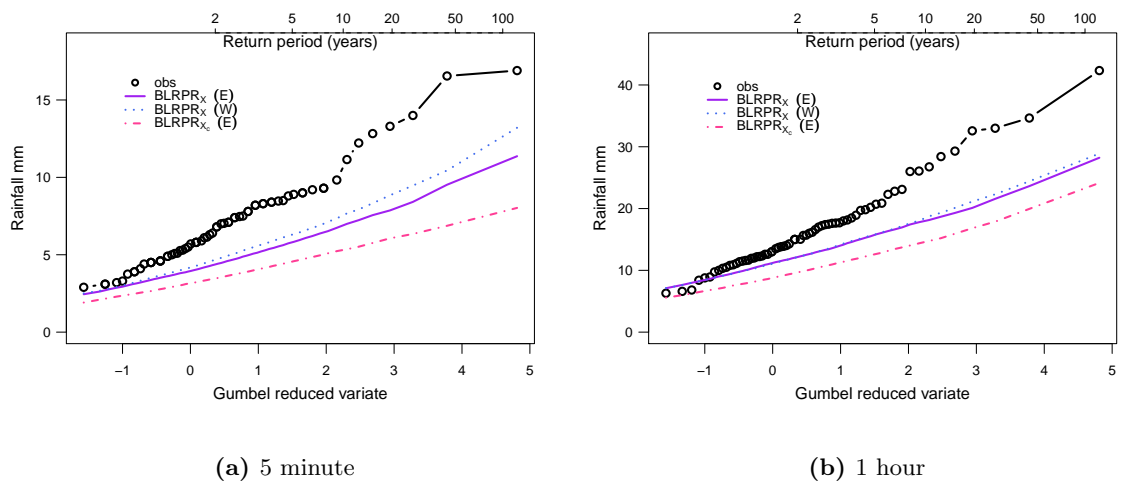 2 5 10 20 50 100
Return period (years)
obs
BLRPRX (E)
BLRPRX (W)
BLRPRXc (E)
Rainfall mm
15
10
5
0
−1 0 1 2 3 4 5
Gumbel reduced variate
(a) 5 minute
2 5 10 20 50 100
Return period (years)
obs
BLRPRX (E)
BLRPRX (W)
BLRPRXc (E)
Rainfall mm
40
30
20
10
0
−1 0 1 2 3 4 5
Gumbel reduced variate
(b) 1 hour